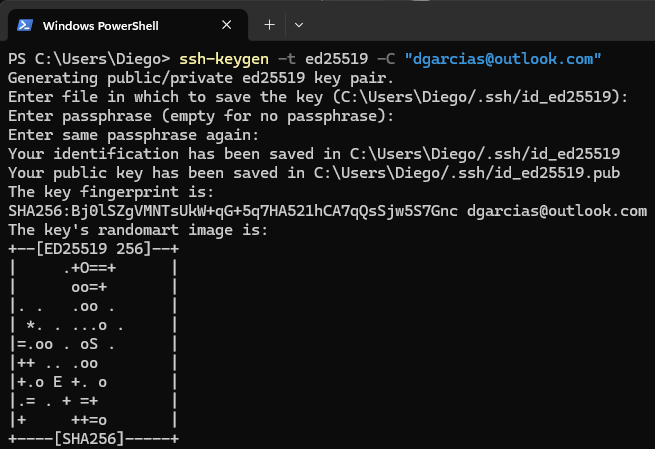 Windows PowerShell
PS C:\Users\Diego> ssh-keygen -t ed25519 -C "dgarcias@outlook.com"
Generating public/private ed25519 key pair.
Enter file in which to save the key (C:\Users\Diego/.ssh/id_ed25519):
Enter passphrase (empty for no passphrase):
Enter same passphrase again:
Your identification has been saved in C:\Users\Diego/.ssh/id_ed25519
Your public key has been saved in C:\Users\Diego/.ssh/id_ed25519.pub
The key fingerprint is:
SHA256:Bj0lSZgVMNTsUkW+qG+5q7HA521hCA7qQsSjw5S7Gnc dgarcias@outlook.com
The key's randomart image is:
+--[ED25519 256]--+
|     .+O==+      |
|      oo=+       |
|. .   .oo .      |
| *. . ...o .     |
|=.oo . oS .      |
|++ .. .oo        |
|+.o E +. o       |
|.= . + =+        |
|+     ++=o       |
+----[SHA256]-----+